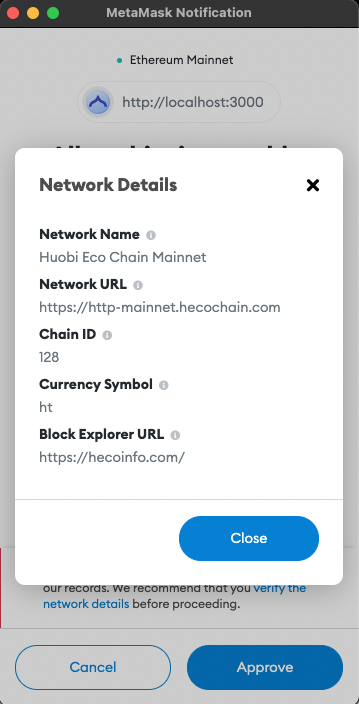 MetaMask Notification
Ethereum Mainnet
http://localhost:3000
Network Details
Network Name
Huobi Eco Chain Mainnet
Network URL
https://http-mainnet.hecochain.com
Chain ID
128
Currency Symbol
ht
Block Explorer URL
https://hecoinfo.com/
Close
our records. We recommend that you verify the
network details before proceeding.
Cancel
Approve